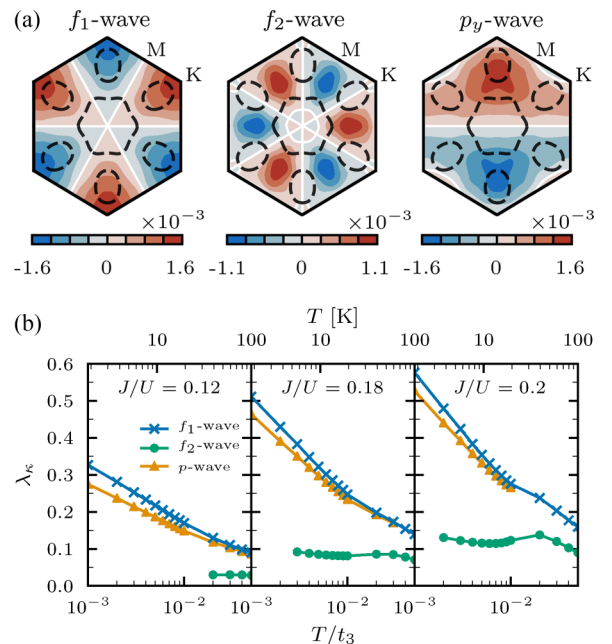 (a) f₁-wave f₂-wave p_y-wave
M M M
K K K
×10⁻³ ×10⁻³ ×10⁻³
-1.6 0 1.6 -1.1 0 1.1 -1.6 0 1.6
(b) T [K]
10 100 10 100 10 100
0.6
J/U = 0.12 J/U = 0.18 J/U = 0.2
0.5
f₁-wave
0.4
f₂-wave
p-wave
λ_κ
0.3
0.2
0.1
0.0
10⁻³ 10⁻² 10⁻³ 10⁻² 10⁻³ 10⁻²
T/t₃